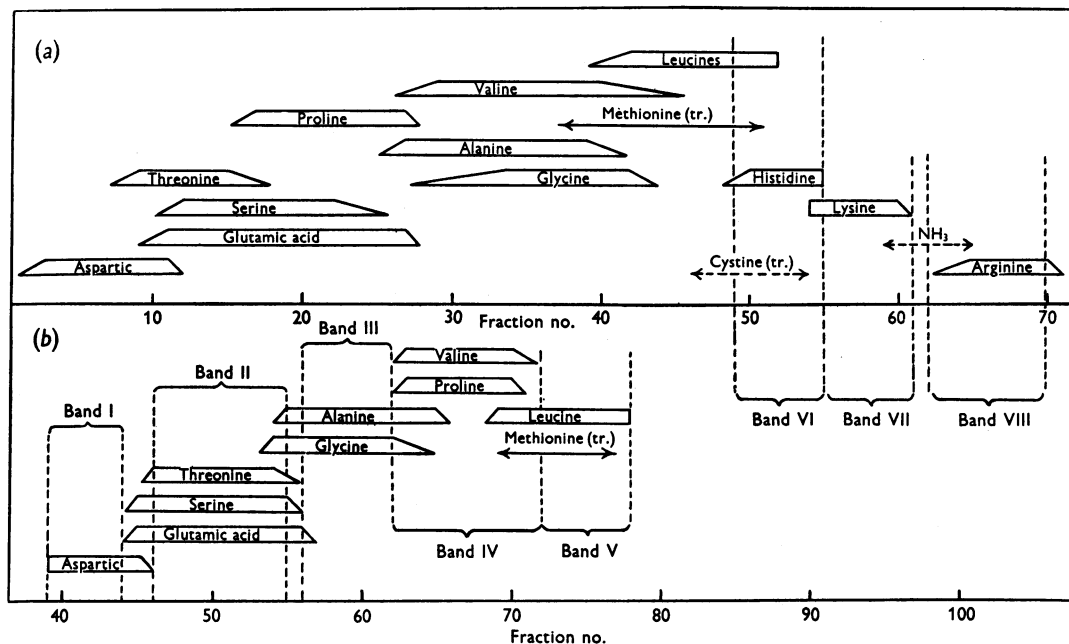 (a)
Leucines
Valine
Proline
Methionine (tr.)
Alanine
Threonine
Glycine
Histidine
Serine
Lysine
Glutamic acid
NH₃
Aspartic
Cystine (tr.)
Arginine
10 20 30 40 50 60 70
Fraction no.
(b)
Band III
Valine
Band II
Proline
Band I
Alanine
Leucine
Band VI
Band VII
Band VIII
Glycine
Methionine (tr.)
Threonine
Serine
Glutamic acid
Band IV
Band V
Aspartic
40 50 60 70 80 90 100
Fraction no.